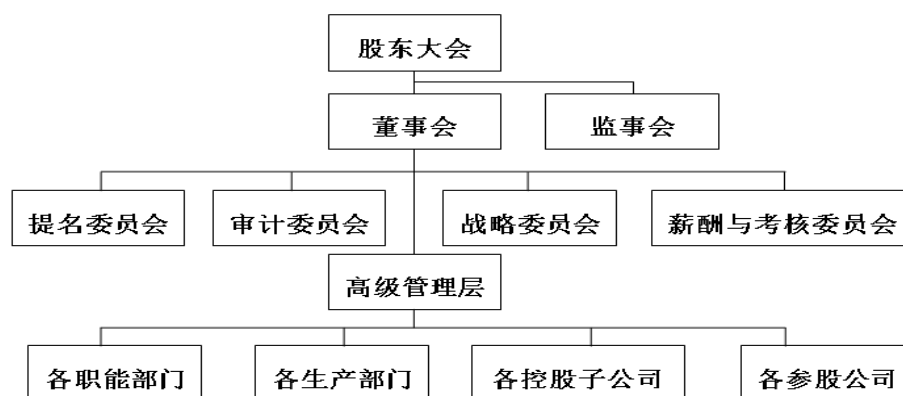 股东大会
董事会
监事会
提名委员会
审计委员会
战略委员会
薪酬与考核委员会
高级管理层
各职能部门
各生产部门
各控股子公司
各参股公司